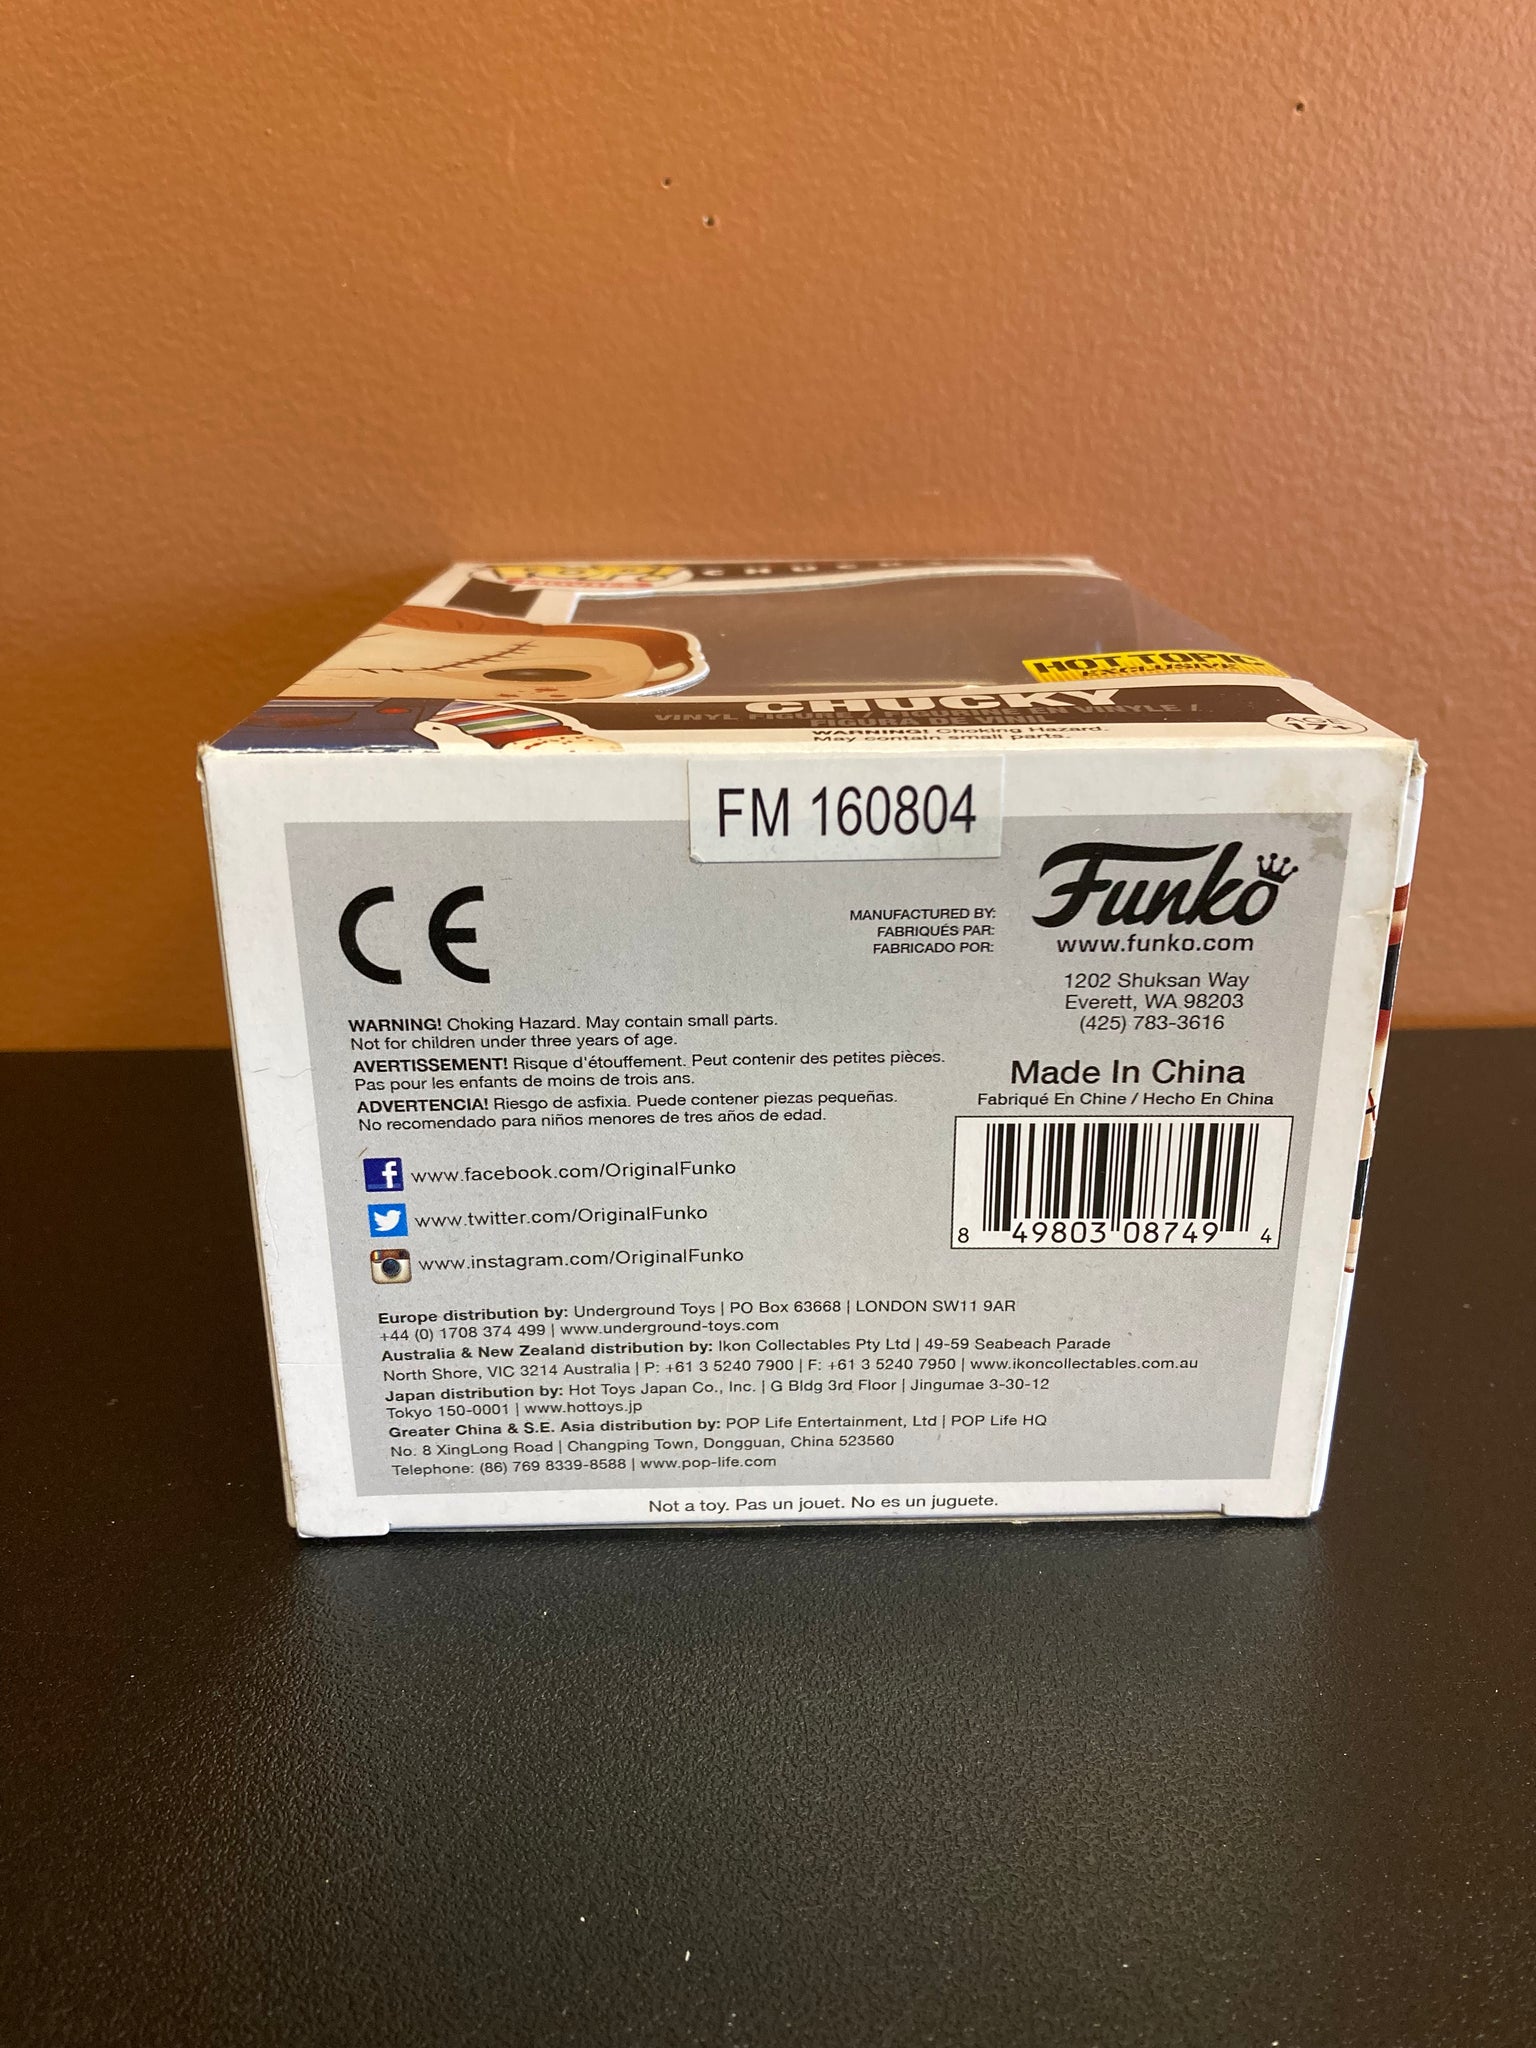 POP!
CHUCKY
HOT TOPIC
EXCLUSIVE
CHUCKY
VINYL FIGURE / FIGURINE EN VINYLE /
FIGURA DE VINIL
WARNING! Choking Hazard.
May contain small parts.
AGE
17+
FM 160804
CE
MANUFACTURED BY:
FABRIQUÉS PAR:
FABRICADO POR:
Funko
www.funko.com
1202 Shuksan Way
Everett, WA 98203
(425) 783-3616
WARNING! Choking Hazard. May contain small parts.
Not for children under three years of age.
AVERTISSEMENT! Risque d'étouffement. Peut contenir des petites pièces.
Pas pour les enfants de moins de trois ans.
ADVERTENCIA! Riesgo de asfixia. Puede contener piezas pequeñas.
No recomendado para niños menores de tres años de edad.
Made In China
Fabriqué En Chine / Hecho En China
8 49803 08749 4
f www.facebook.com/OriginalFunko
www.twitter.com/OriginalFunko
www.instagram.com/OriginalFunko
Europe distribution by: Underground Toys | PO Box 63668 | LONDON SW11 9AR
+44 (0) 1708 374 499 | www.underground-toys.com
Australia & New Zealand distribution by: Ikon Collectables Pty Ltd | 49-59 Seabeach Parade
North Shore, VIC 3214 Australia | P: +61 3 5240 7900 | F: +61 3 5240 7950 | www.ikoncollectables.com.au
Japan distribution by: Hot Toys Japan Co., Inc. | G Bldg 3rd Floor | Jingumae 3-30-12
Tokyo 150-0001 | www.hottoys.jp
Greater China & S.E. Asia distribution by: POP Life Entertainment, Ltd | POP Life HQ
No. 8 XingLong Road | Changping Town, Dongguan, China 523560
Telephone: (86) 769 8339-8588 | www.pop-life.com
Not a toy. Pas un jouet. No es un juguete.